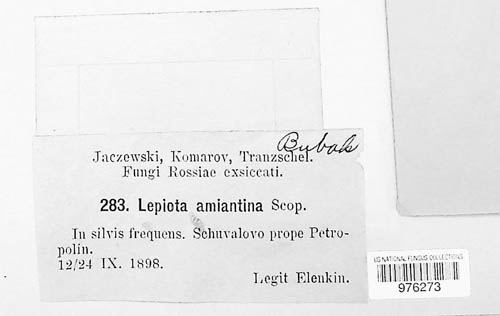 Bubak
Jaczewski, Komarov, Tranzschel.
Fungi Rossiae exsiccati.
283. Lepiota amiantina Scop.
In silvis frequens. Schuvalovo prope Petro-
polin.
12/24 IX. 1898.
Legit Elenkin.
US NATIONAL FUNGUS COLLECTIONS
976273